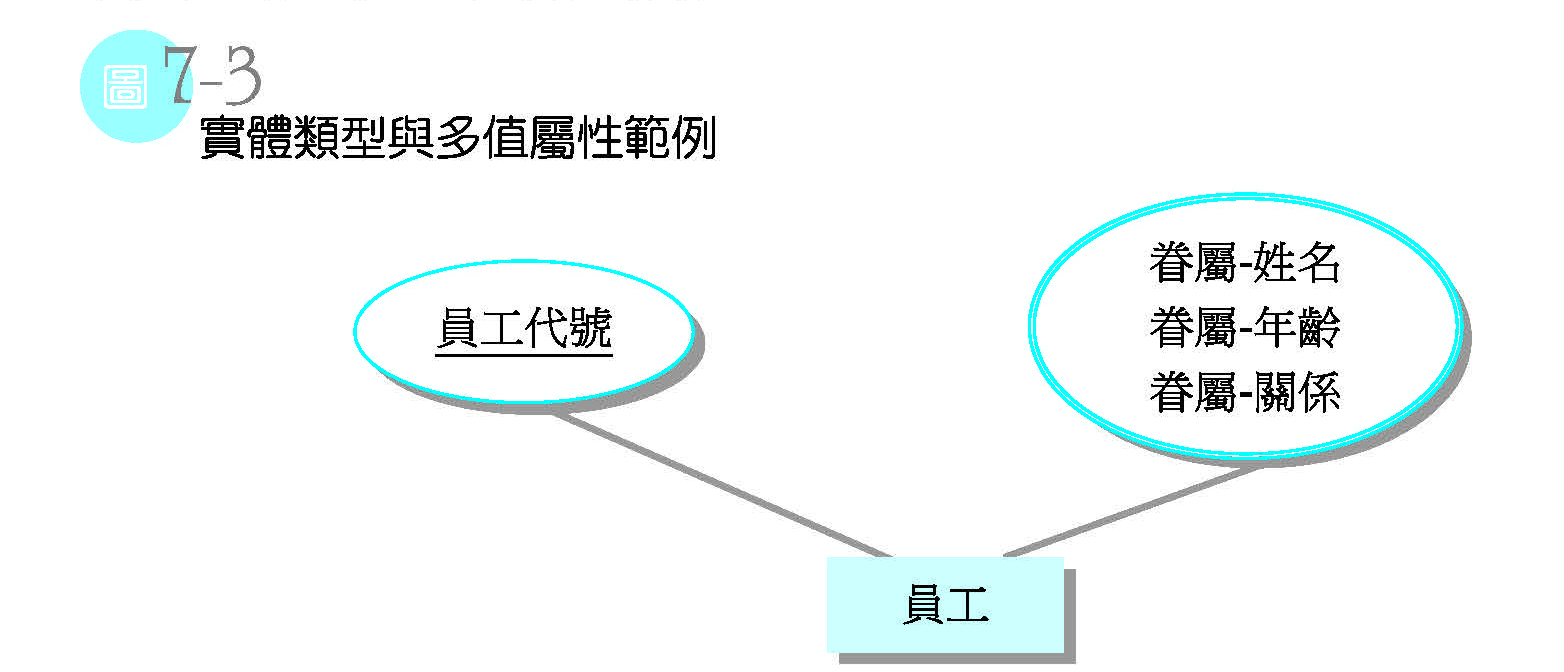 圖 7-3
實體類型與多值屬性範例
員工代號
眷屬-姓名
眷屬-年齡
眷屬-關係
員工